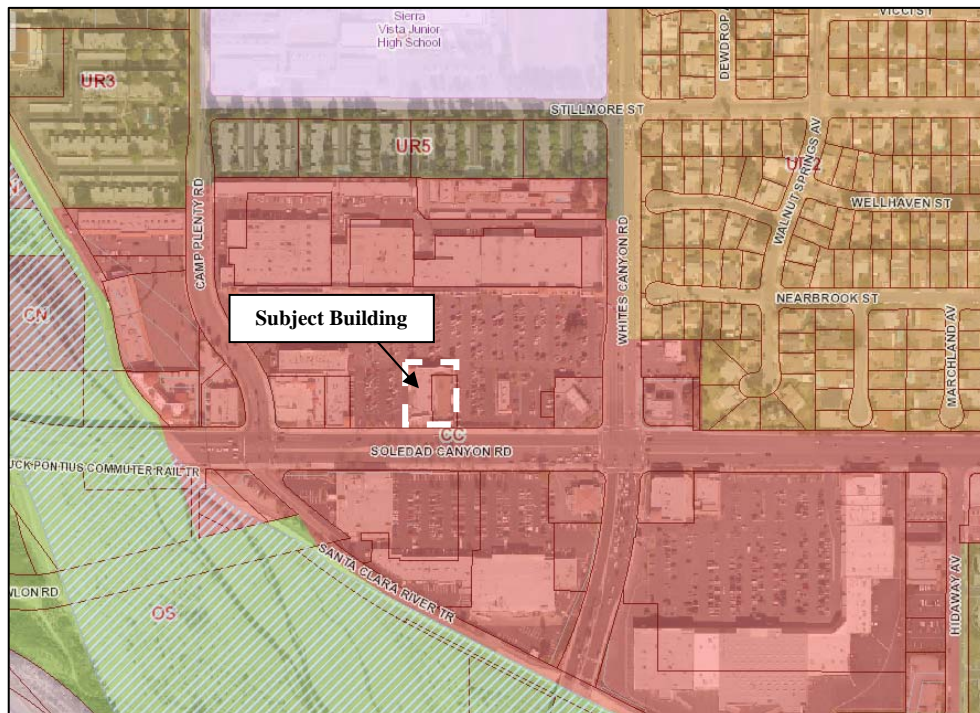 Sierra
Vista Junior
High School
VICCI ST
UR3
STILLMORE ST
UR5
WALNUT SPRINGS AV
WELLHAVEN ST
CAMP PLENTY RD
WHITES CANYON RD
NEARBROOK ST
CN
Subject Building
MARCHLAND AV
CC
SOLEDAD CANYON RD
UCK PONTIUS COMMUTER RAIL TR
SANTA CLARA RIVER TR
HIDAWAY AV
OS